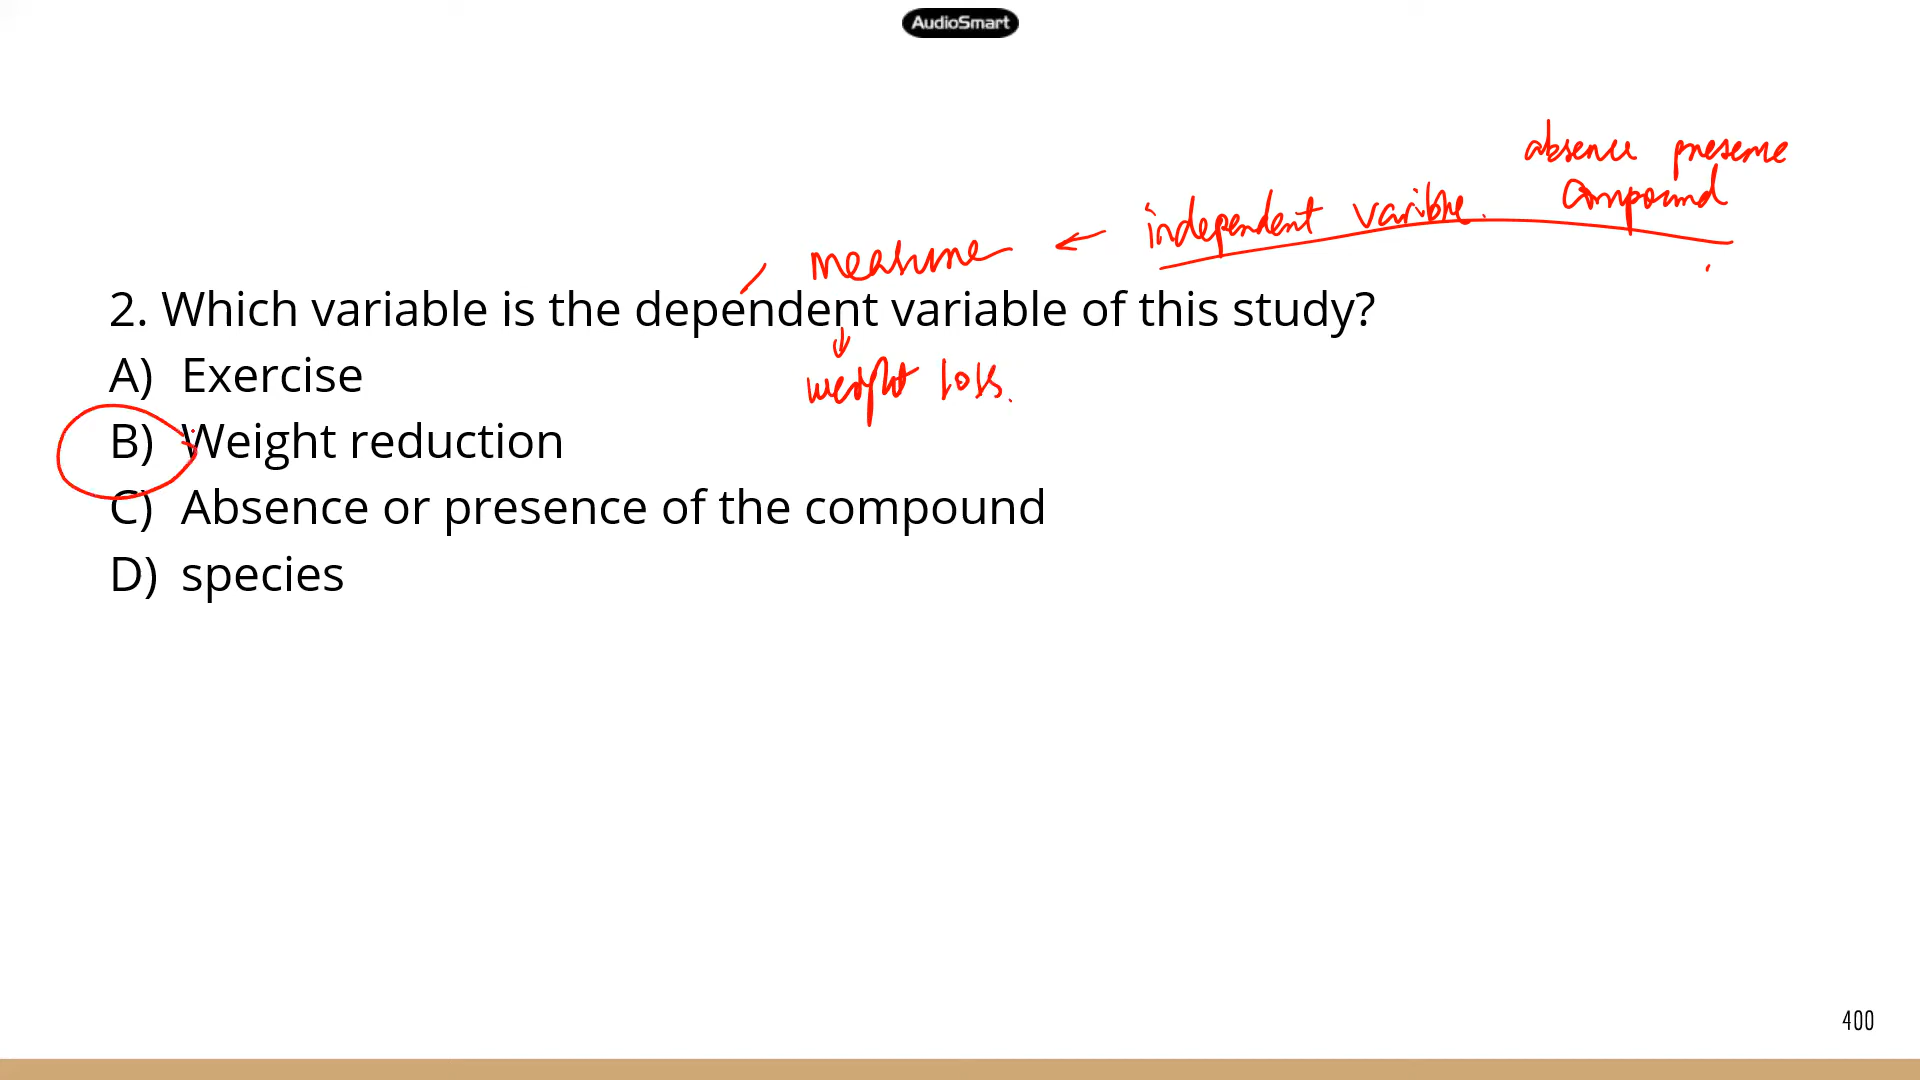 AudioSmart
absence presence
compound
independent varible.
measure
2. Which variable is the dependent variable of this study?
weight loss.
A) Exercise
B) Weight reduction
C) Absence or presence of the compound
D) species
400